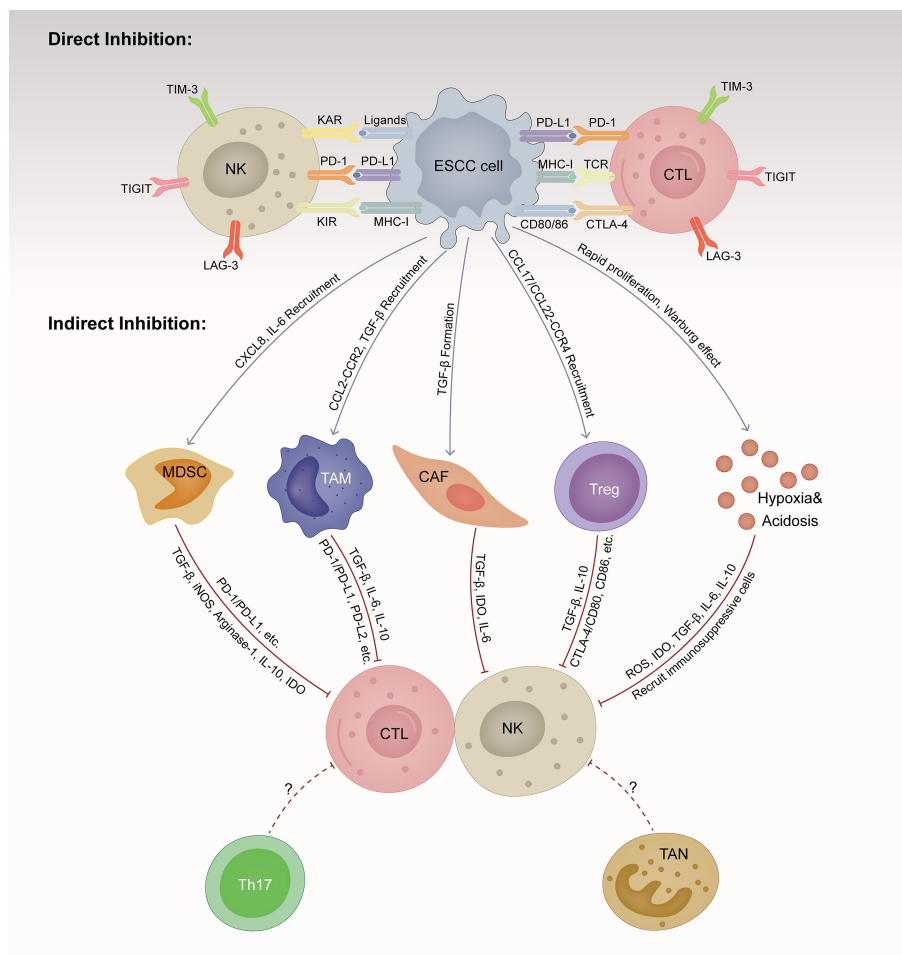 Direct Inhibition:
TIM-3
KAR
Ligands
PD-L1
PD-1
TIM-3
NK
PD-1
PD-L1
ESCC cell
MHC-I
TCR
CTL
TIGIT
TIGIT
KIR
MHC-I
CD80/86
CTLA-4
LAG-3
LAG-3
Indirect Inhibition:
CXCL8, IL-6 Recruitment
CCL2-CCR2, TGF-β Recruitment
TGF-β Formation
CCL17/CCL22-CCR4 Recruitment
Rapid proliferation, Warburg effect
MDSC
TAM
CAF
Treg
Hypoxia&
Acidosis
PD-1/PD-L1, etc.
TGF-β, iNOS, Arginase-1, IL-10, IDO
TGF-β, IL-6, IL-10
PD-1/PD-L1, PD-L2, etc.
TGF-β, IDO, IL-6
TGF-β, IL-10
CTLA-4/CD80, CD86, etc.
ROS, IDO, TGF-β, IL-6, IL-10
Recruit immunosuppressive cells
CTL
NK
?
?
Th17
TAN